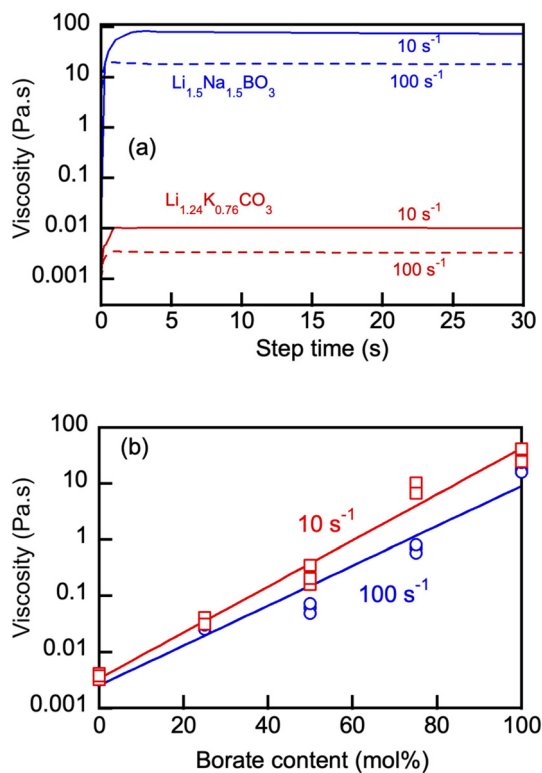 100
10
1
0.1
0.01
0.001
Viscosity (Pa.s)
(a)
10 s⁻¹
Li₁.₅Na₁.₅BO₃
100 s⁻¹
Li₁.₂₄K₀.₇₆CO₃
10 s⁻¹
100 s⁻¹
0 5 10 15 20 25 30
Step time (s)
100
10
1
0.1
0.01
0.001
Viscosity (Pa.s)
(b)
10 s⁻¹
100 s⁻¹
0 20 40 60 80 100
Borate content (mol%)